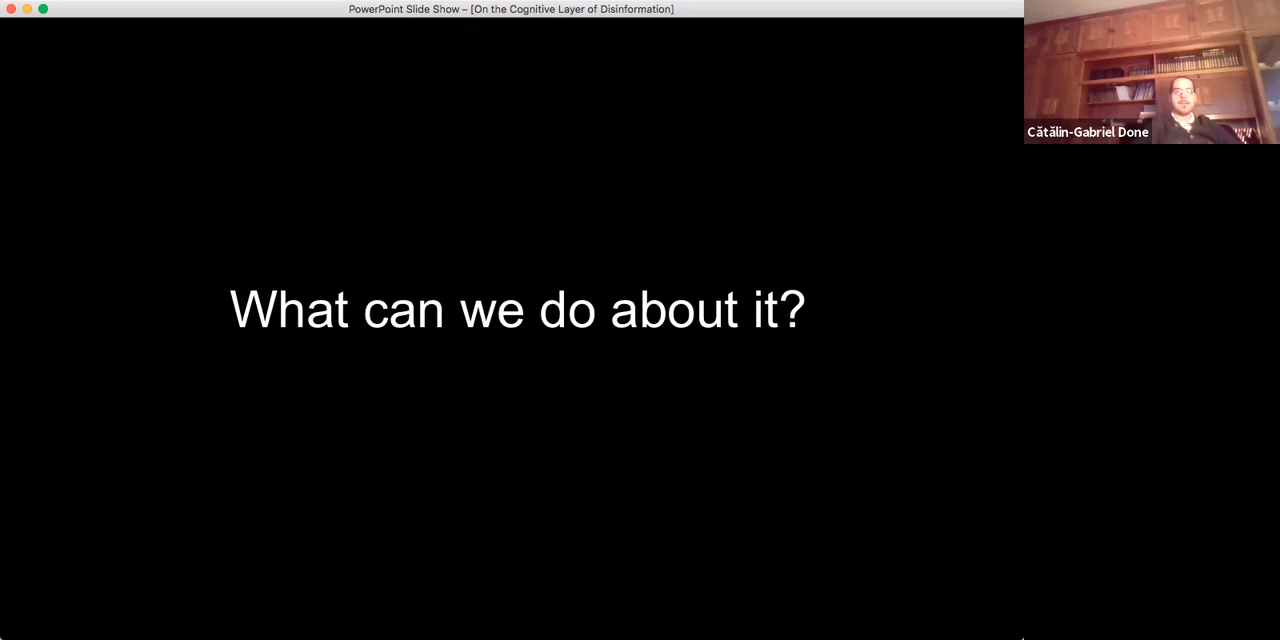 PowerPoint Slide Show – [On the Cognitive Layer of Disinformation]
Cătălin-Gabriel Done
What can we do about it?